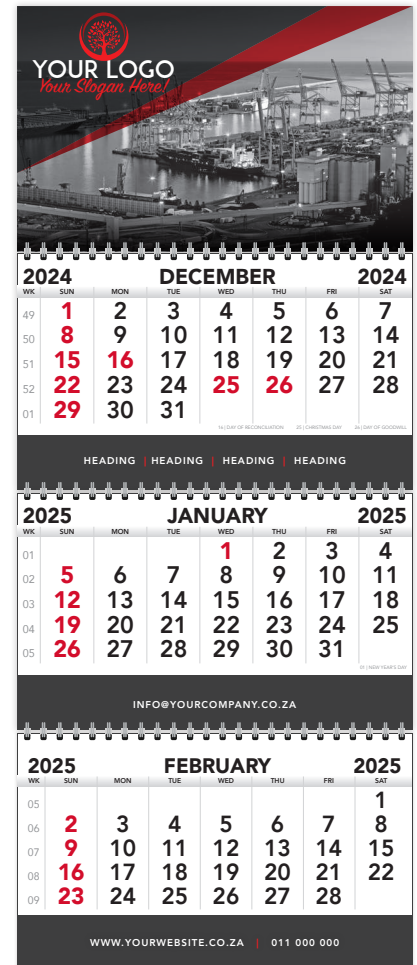 YOUR LOGO
Your Slogan Here!
2024 DECEMBER 2024
WK SUN MON TUE WED THU FRI SAT
49 1 2 3 4 5 6 7
50 8 9 10 11 12 13 14
51 15 16 17 18 19 20 21
52 22 23 24 25 26 27 28
01 29 30 31
16 | DAY OF RECONCILIATION 25 | CHRISTMAS DAY 26 | DAY OF GOODWILL
HEADING | HEADING | HEADING | HEADING
2025 JANUARY 2025
WK SUN MON TUE WED THU FRI SAT
01 1 2 3 4
02 5 6 7 8 9 10 11
03 12 13 14 15 16 17 18
04 19 20 21 22 23 24 25
05 26 27 28 29 30 31
01 | NEW YEAR'S DAY
INFO@YOURCOMPANY.CO.ZA
2025 FEBRUARY 2025
WK SUN MON TUE WED THU FRI SAT
05 1
06 2 3 4 5 6 7 8
07 9 10 11 12 13 14 15
08 16 17 18 19 20 21 22
09 23 24 25 26 27 28
WWW.YOURWEBSITE.CO.ZA | 011 000 000